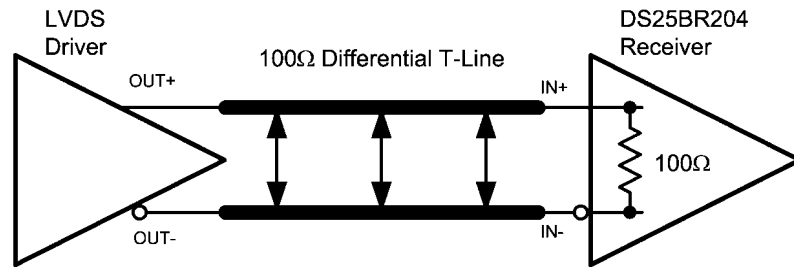 LVDS
Driver
OUT+
100Ω Differential T-Line
IN+
DS25BR204
Receiver
100Ω
OUT-
IN-